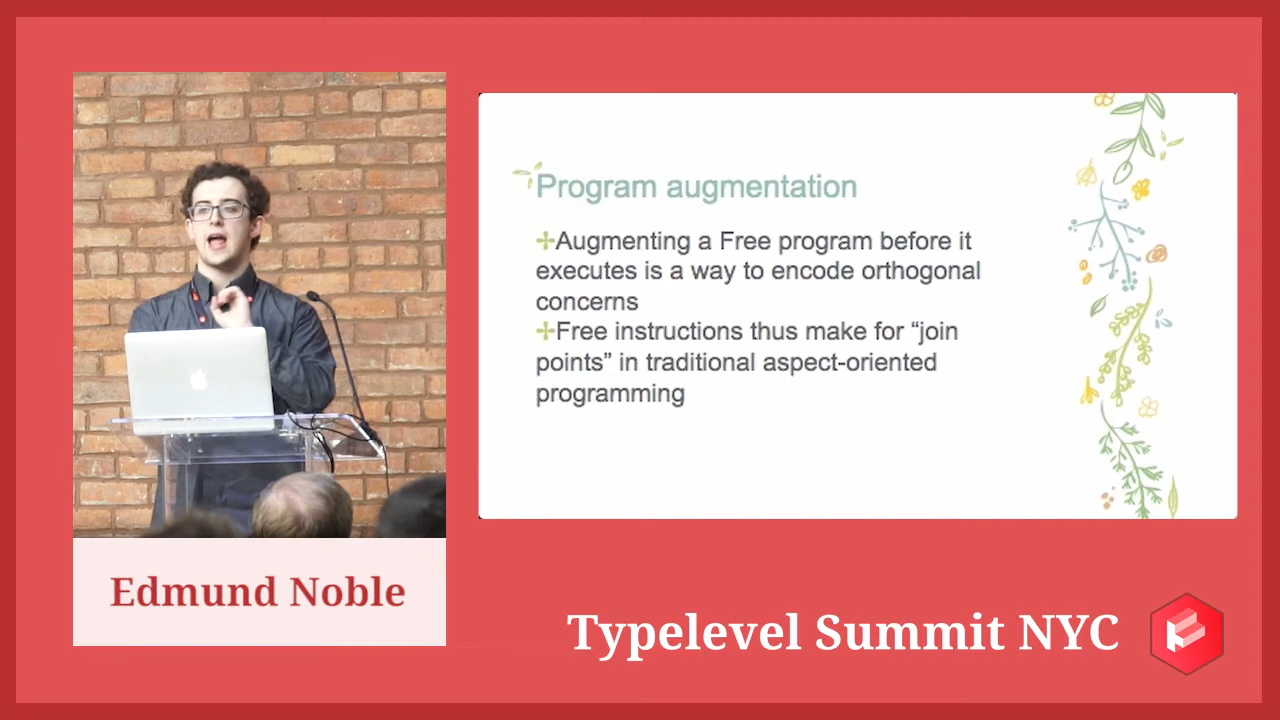 Program augmentation
✢Augmenting a Free program before it
executes is a way to encode orthogonal
concerns
✢Free instructions thus make for “join
points” in traditional aspect-oriented
programming
Edmund Noble
Typelevel Summit NYC